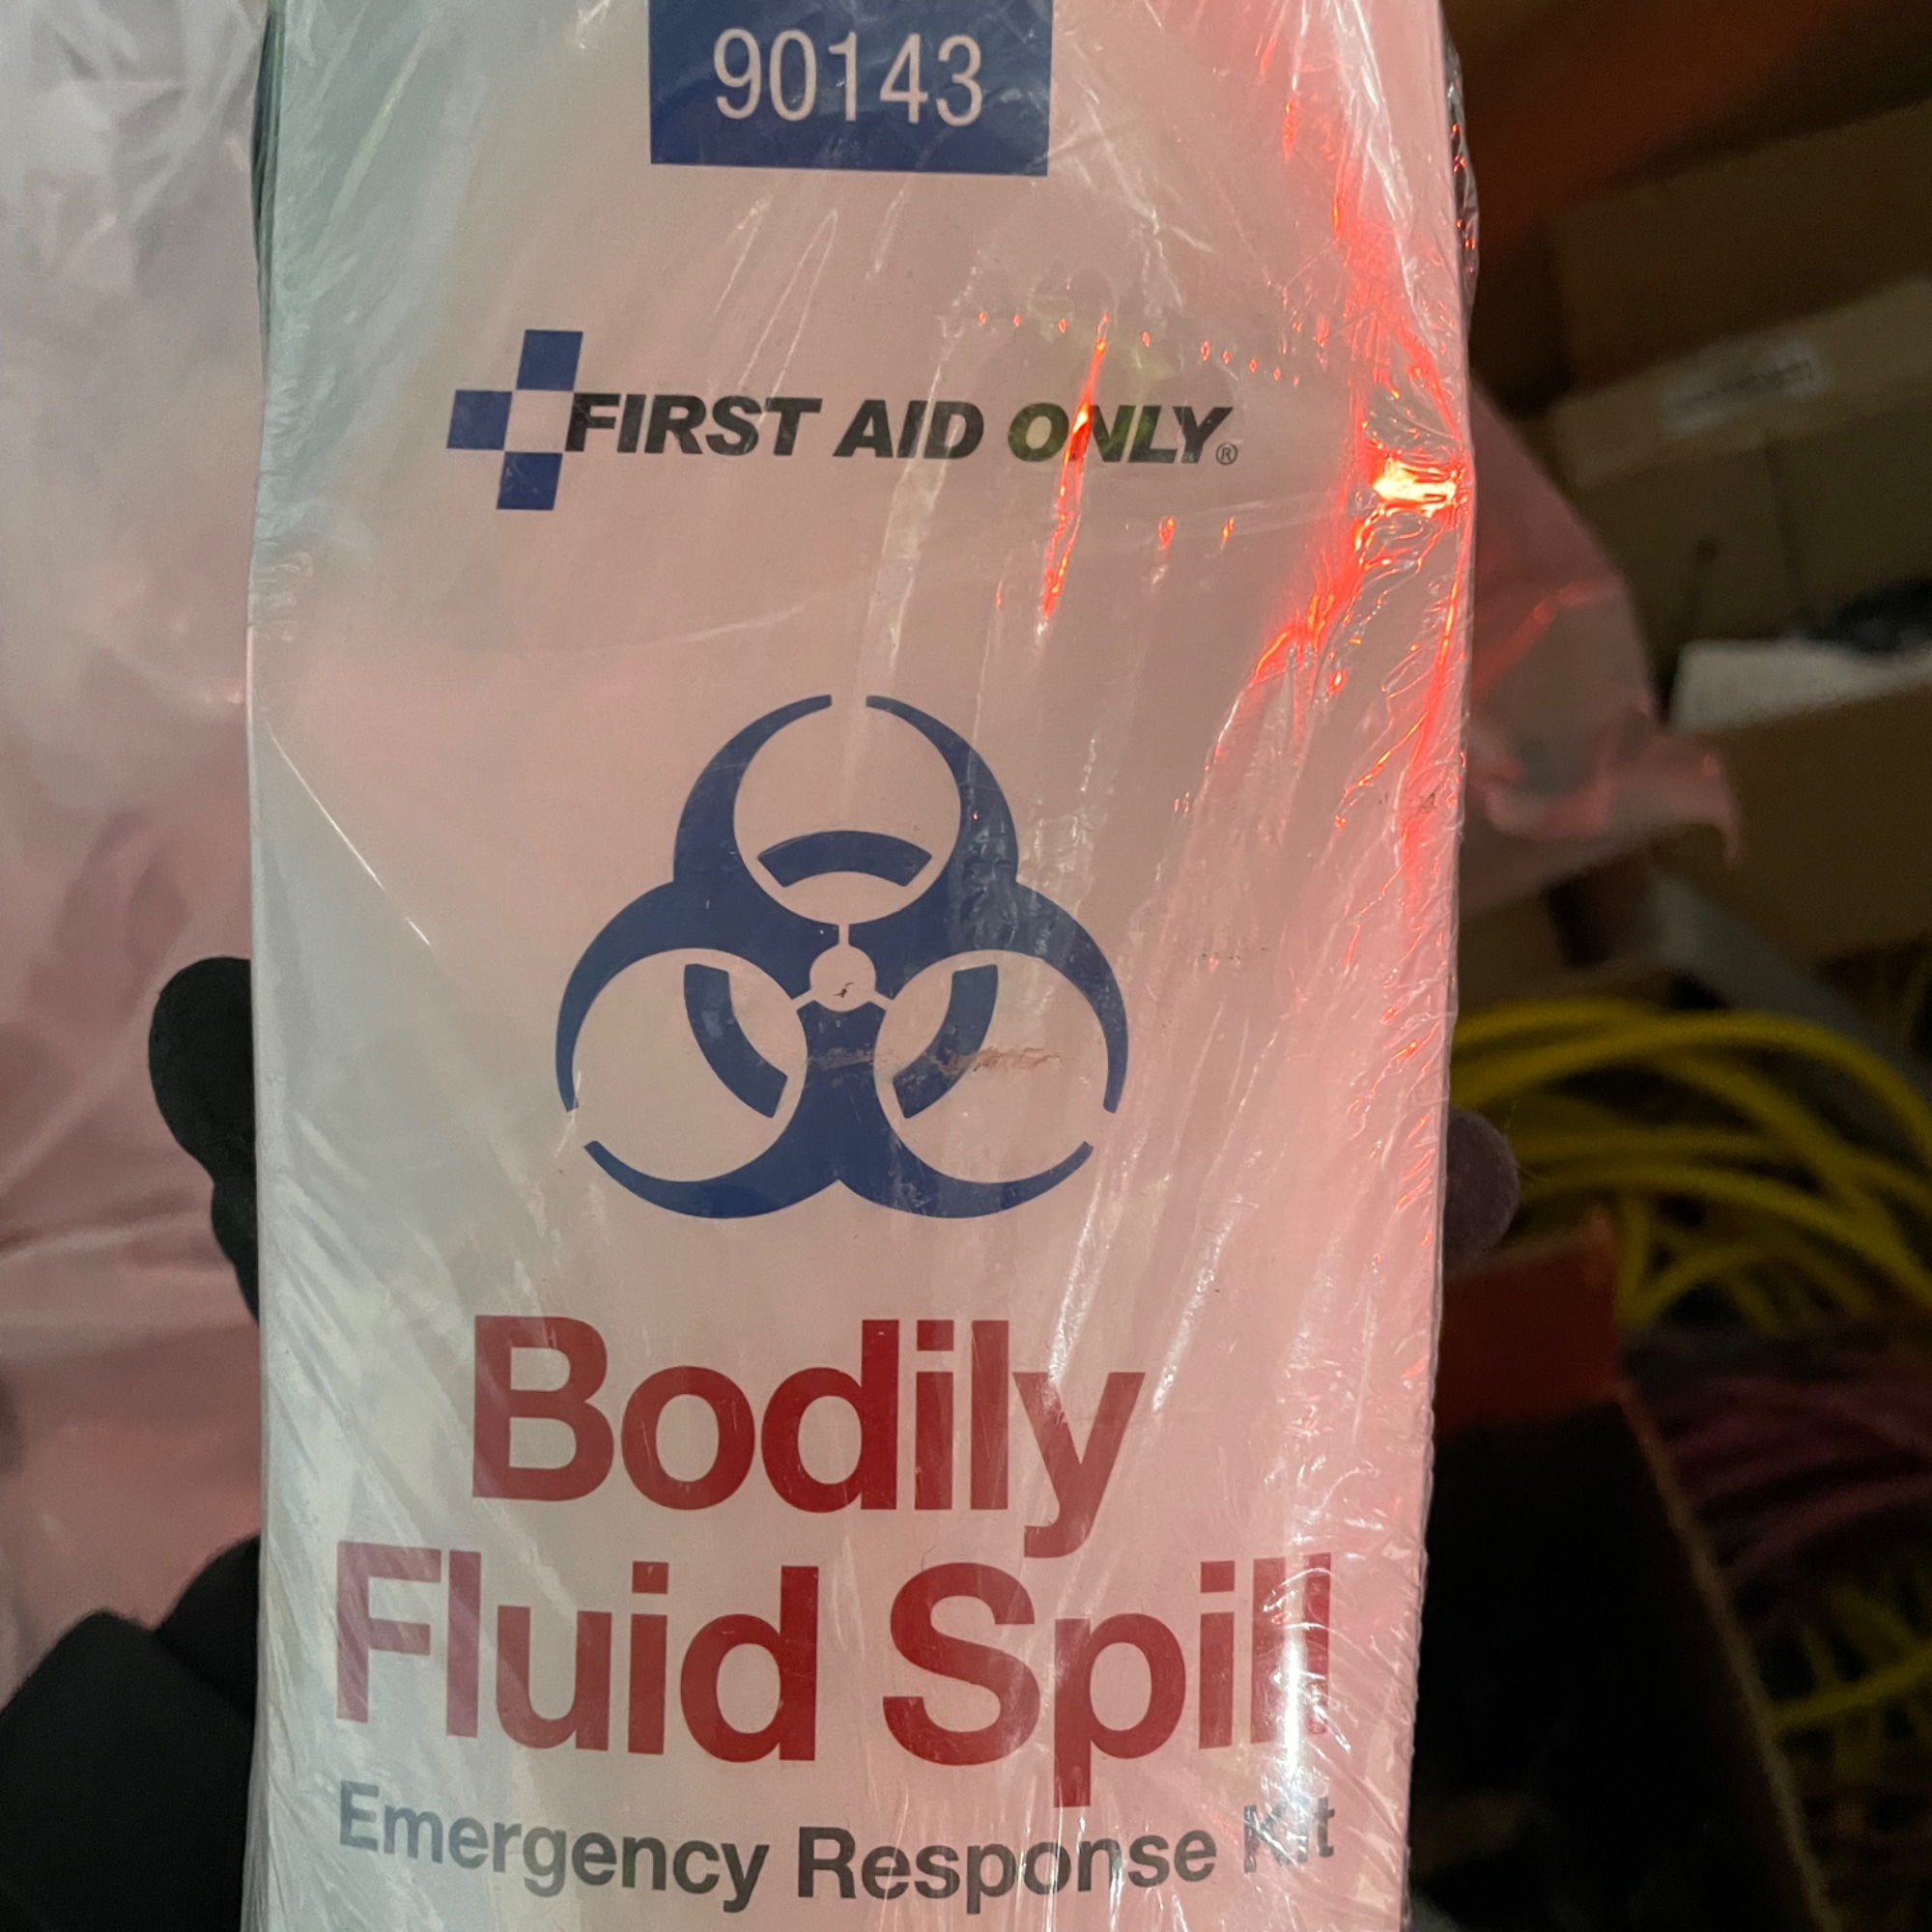 90143
FIRST AID ONLY®
Bodily
Fluid Spill
Emergency Response Kit